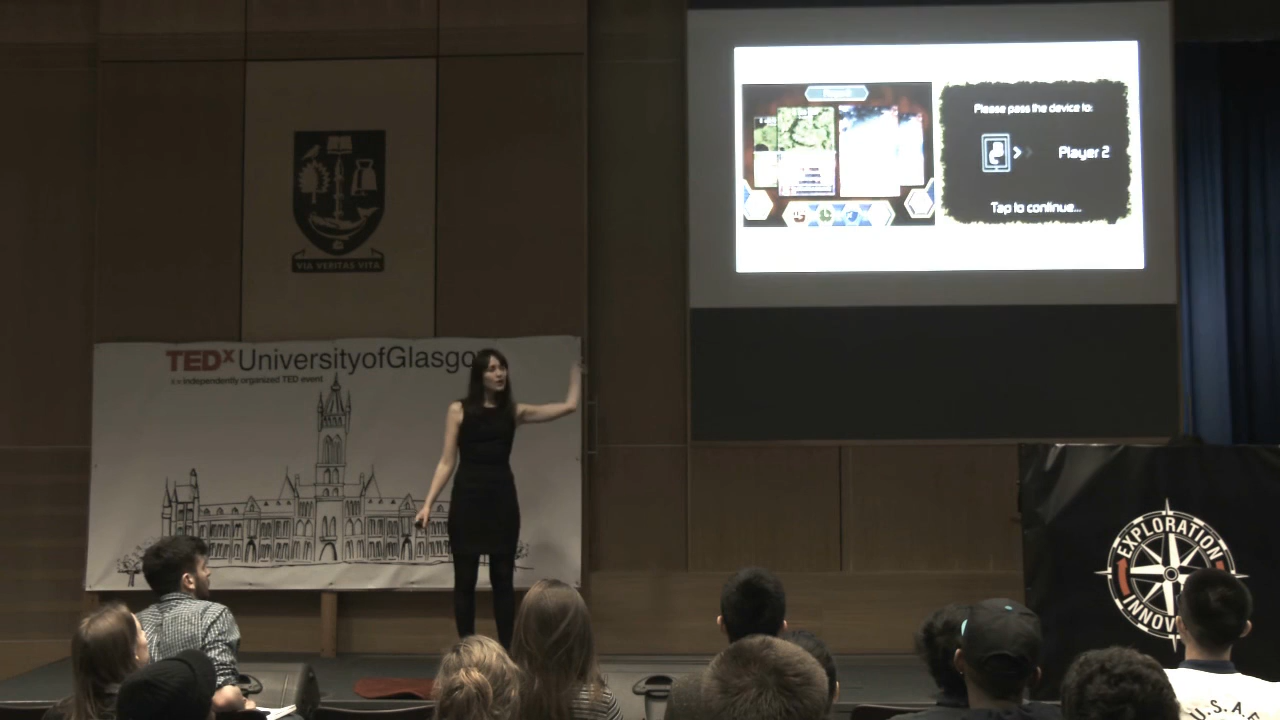 Please pass the device to:
Player 2
Tap to continue...
VIA VERITAS VITA
TEDx UniversityofGlasgo
independently organized TED event
EXPLORATION
INNOV
U.S.A.F